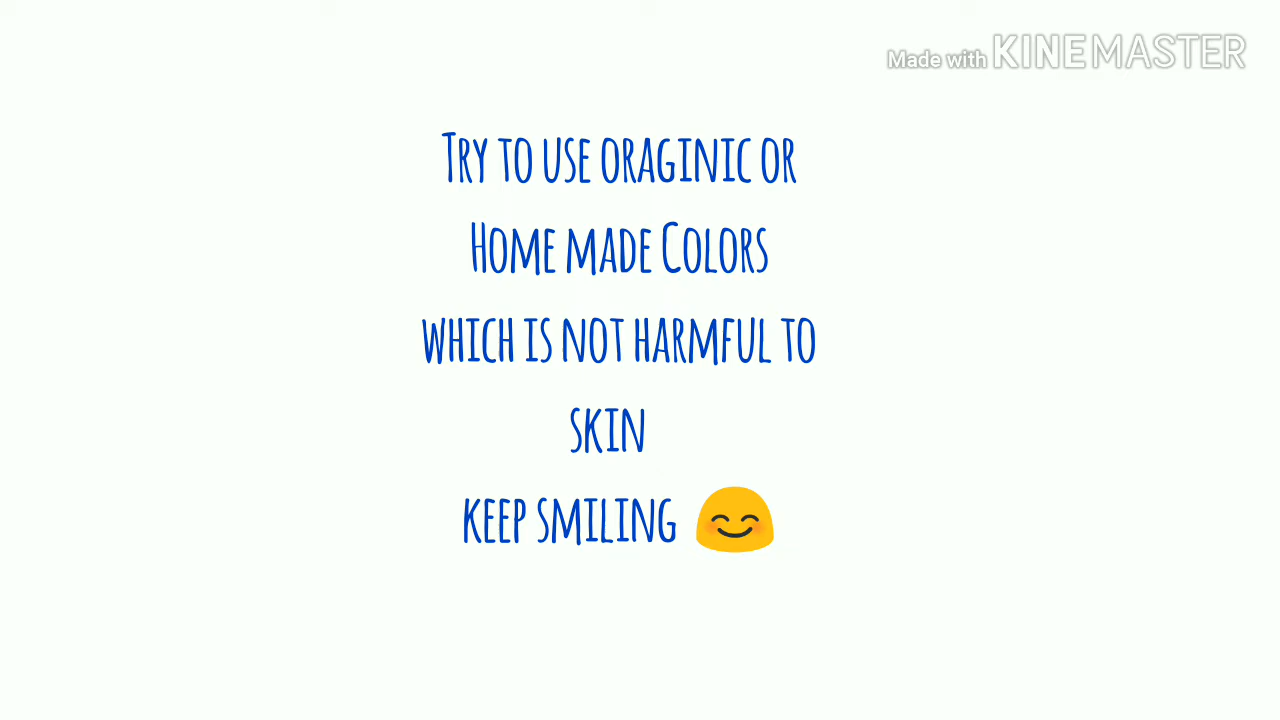 Made with KINEMASTER
Try to use oraginic or
Home made Colors
which is not harmful to
skin
keep smiling 😊